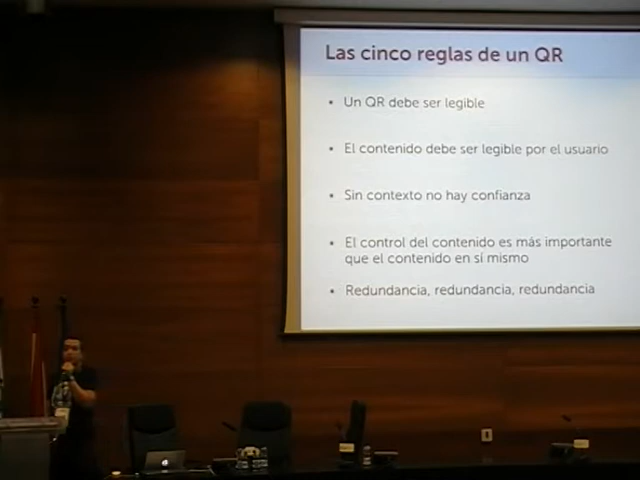 Las cinco reglas de un QR
• Un QR debe ser legible
• El contenido debe ser legible por el usuario
• Sin contexto no hay confianza
• El control del contenido es más importante
que el contenido en sí mismo
• Redundancia, redundancia, redundancia